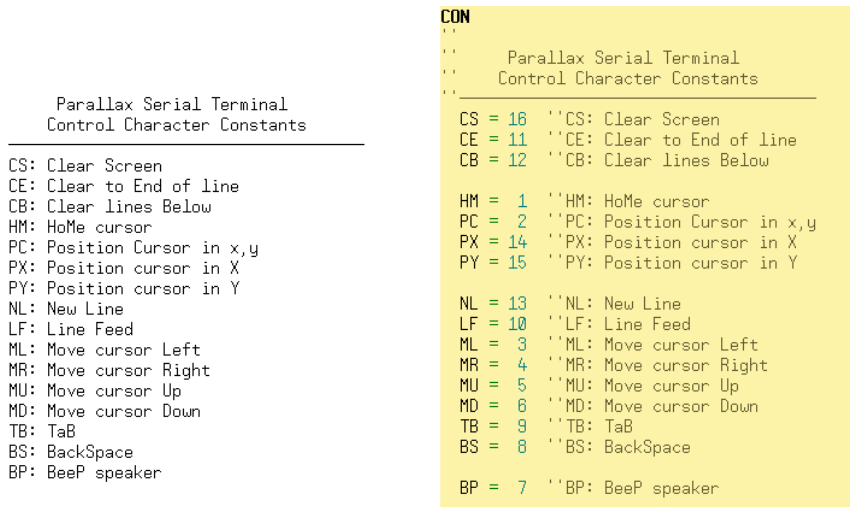 Parallax Serial Terminal
Control Character Constants
CS: Clear Screen
CE: Clear to End of line
CB: Clear lines Below
HM: HoMe cursor
PC: Position Cursor in x,y
PX: Position cursor in X
PY: Position cursor in Y
NL: New Line
LF: Line Feed
ML: Move cursor Left
MR: Move cursor Right
MU: Move cursor Up
MD: Move cursor Down
TB: TaB
BS: BackSpace
BP: BeeP speaker
CON
''
'' Parallax Serial Terminal
'' Control Character Constants
''
CS = 16 ''CS: Clear Screen
CE = 11 ''CE: Clear to End of line
CB = 12 ''CB: Clear lines Below
HM = 1 ''HM: HoMe cursor
PC = 2 ''PC: Position Cursor in x,y
PX = 14 ''PX: Position cursor in X
PY = 15 ''PY: Position cursor in Y
NL = 13 ''NL: New Line
LF = 10 ''LF: Line Feed
ML = 3 ''ML: Move cursor Left
MR = 4 ''MR: Move cursor Right
MU = 5 ''MU: Move cursor Up
MD = 6 ''MD: Move cursor Down
TB = 9 ''TB: TaB
BS = 8 ''BS: BackSpace
BP = 7 ''BP: BeeP speaker